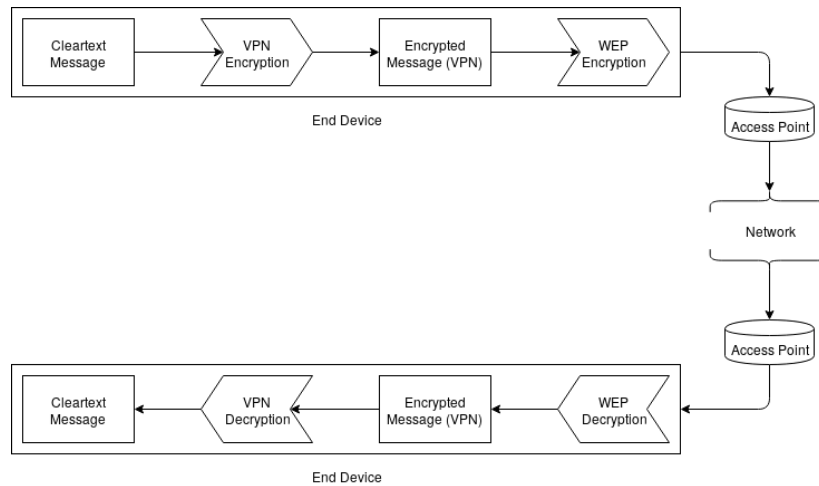 Cleartext
Message
VPN
Encryption
Encrypted
Message (VPN)
WEP
Encryption
End Device
Access Point
Network
Access Point
Cleartext
Message
VPN
Decryption
Encrypted
Message (VPN)
WEP
Decryption
End Device